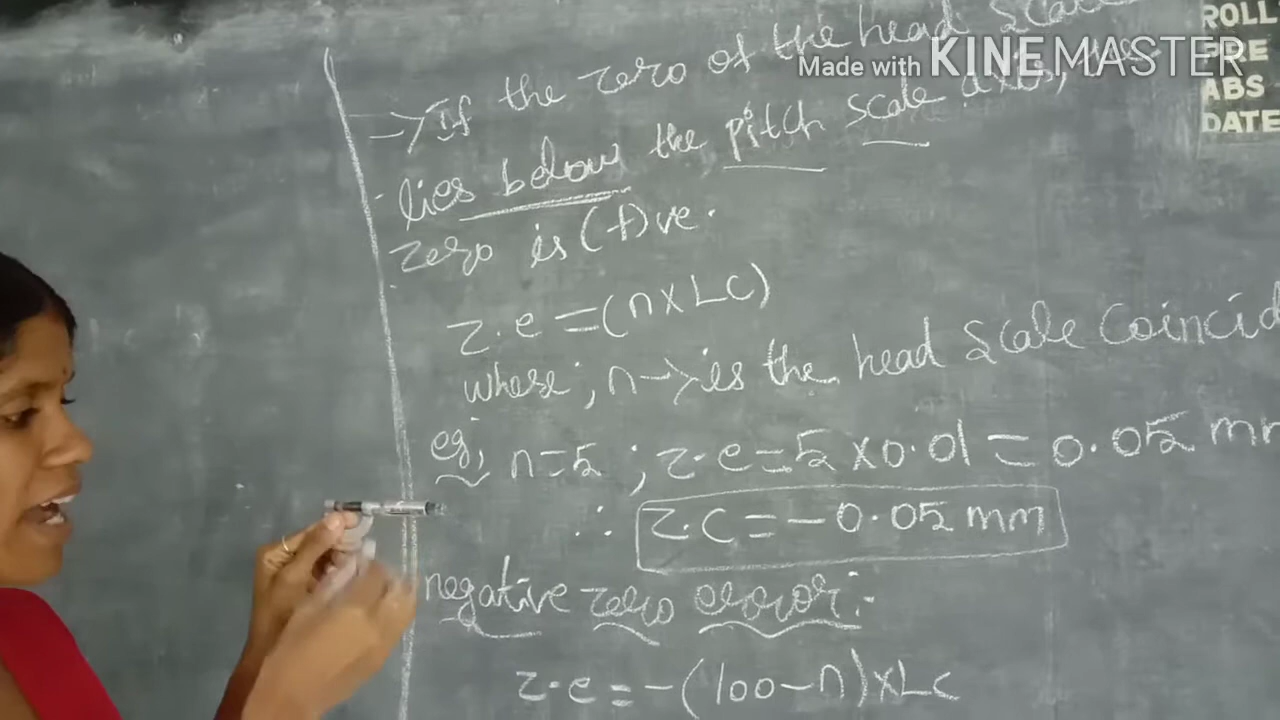 -> If the zero of the head scale
lies below the pitch scale axis, the
zero is (+)ve.
z.e = (n x LC)
where; n -> is the head scale coincid
eg; n = 5 ; z.e = 5 x 0.01 = 0.05 mm
∴ z.c = - 0.05 mm
negative zero error :-
z.e = - (100 - n) x LC
Made with KINEMASTER
ROLL
PRE
ABS
DATE